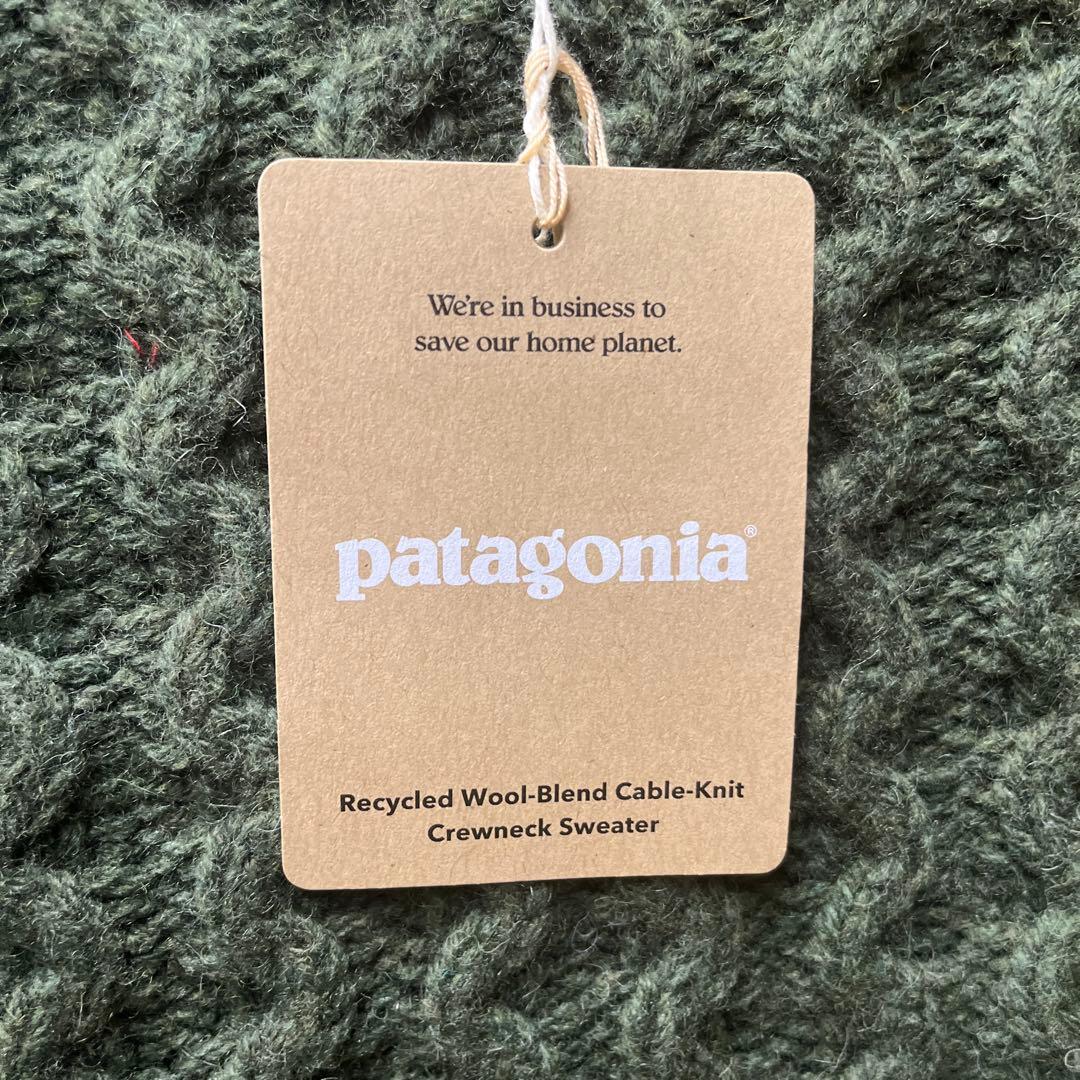 We're in business to
save our home planet.
patagonia®
Recycled Wool-Blend Cable-Knit
Crewneck Sweater